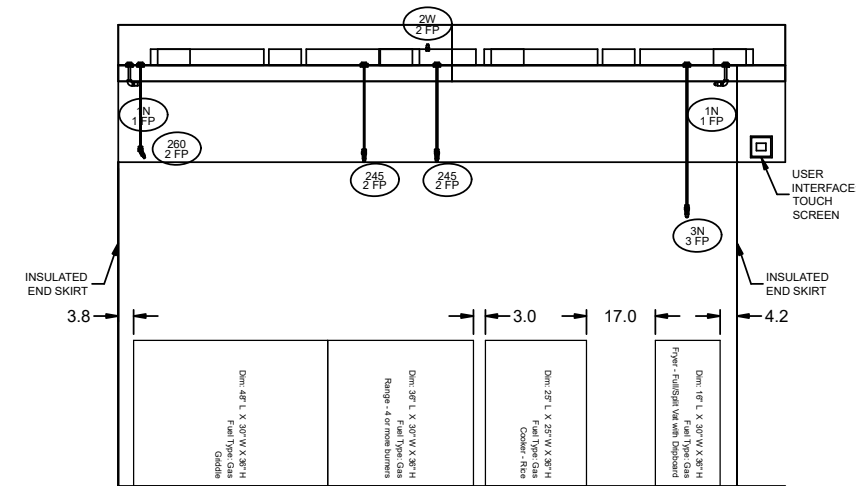 2W
2 FP
1N
1 FP
260
2 FP
245
2 FP
245
2 FP
1N
1 FP
3N
3 FP
USER
INTERFACE
TOUCH
SCREEN
INSULATED
END SKIRT
INSULATED
END SKIRT
3.8
3.0
17.0
4.2
Dim: 48" L X 30" W X 36" H
Fuel Type: Gas
Griddle
Dim: 36" L X 30" W X 36" H
Fuel Type: Gas
Range - 4 or more burners
Dim: 25" L X 25" W X 36" H
Fuel Type: Gas
Cooker - Rice
Dim: 16" L X 30" W X 36" H
Fuel Type: Gas
Fryer - Full/Split Vat with Dripboard